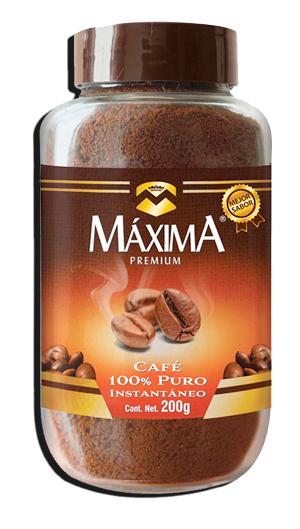 MEJOR
SABOR
MÁXIMA®
PREMIUM
CAFÉ
100% PURO
INSTANTÁNEO
Cont. Net. 200g